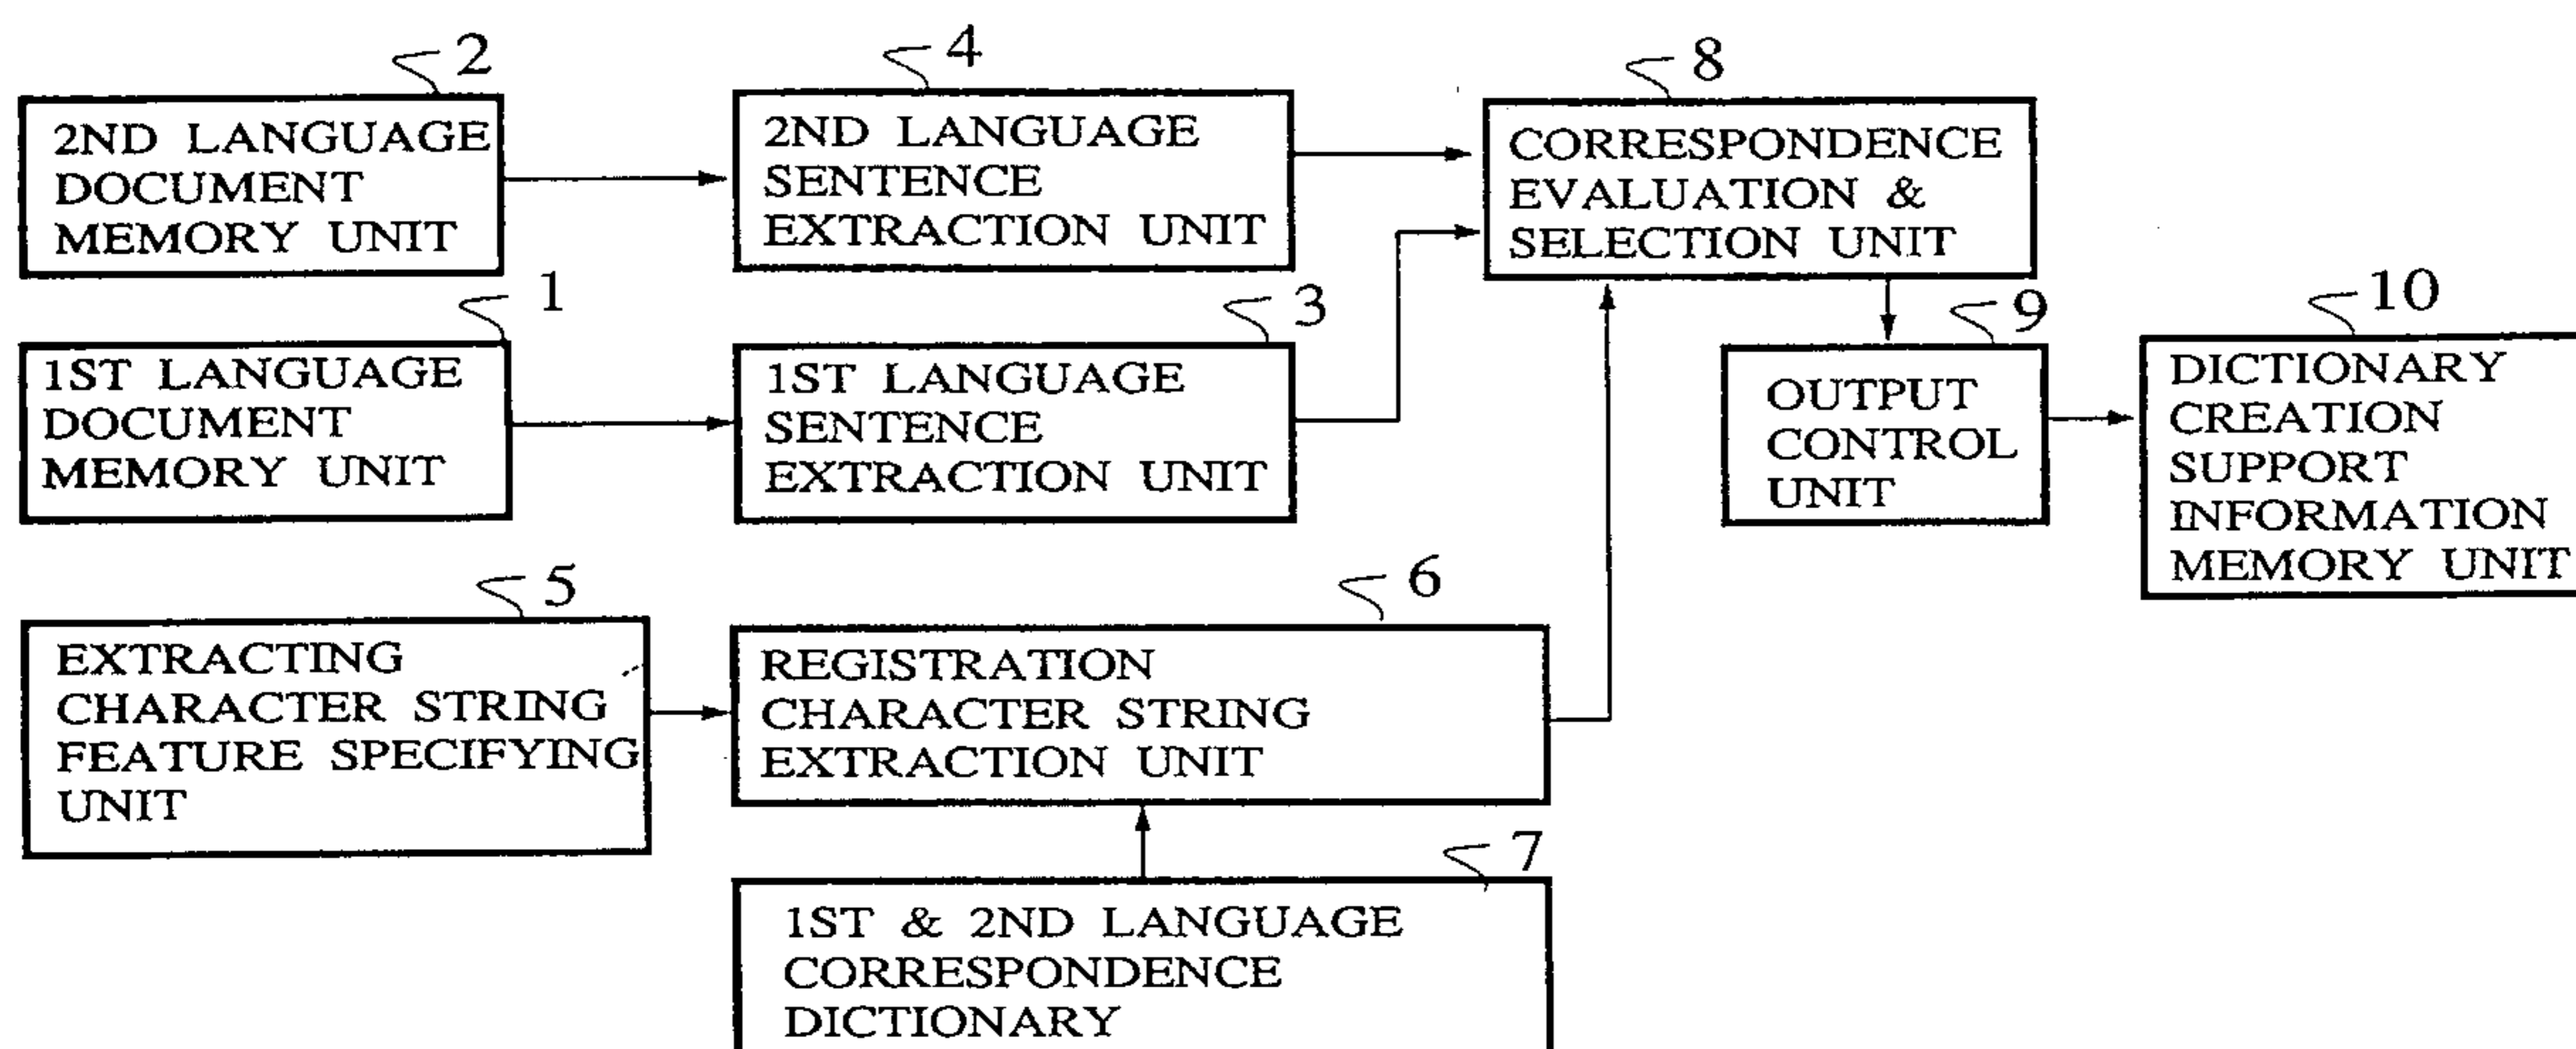 2
2ND LANGUAGE
DOCUMENT
MEMORY UNIT
4
2ND LANGUAGE
SENTENCE
EXTRACTION UNIT
8
CORRESPONDENCE
EVALUATION &
SELECTION UNIT
1
1ST LANGUAGE
DOCUMENT
MEMORY UNIT
3
1ST LANGUAGE
SENTENCE
EXTRACTION UNIT
9
OUTPUT
CONTROL
UNIT
10
DICTIONARY
CREATION
SUPPORT
INFORMATION
MEMORY UNIT
5
EXTRACTING
CHARACTER STRING
FEATURE SPECIFYING
UNIT
6
REGISTRATION
CHARACTER STRING
EXTRACTION UNIT
7
1ST & 2ND LANGUAGE
CORRESPONDENCE
DICTIONARY